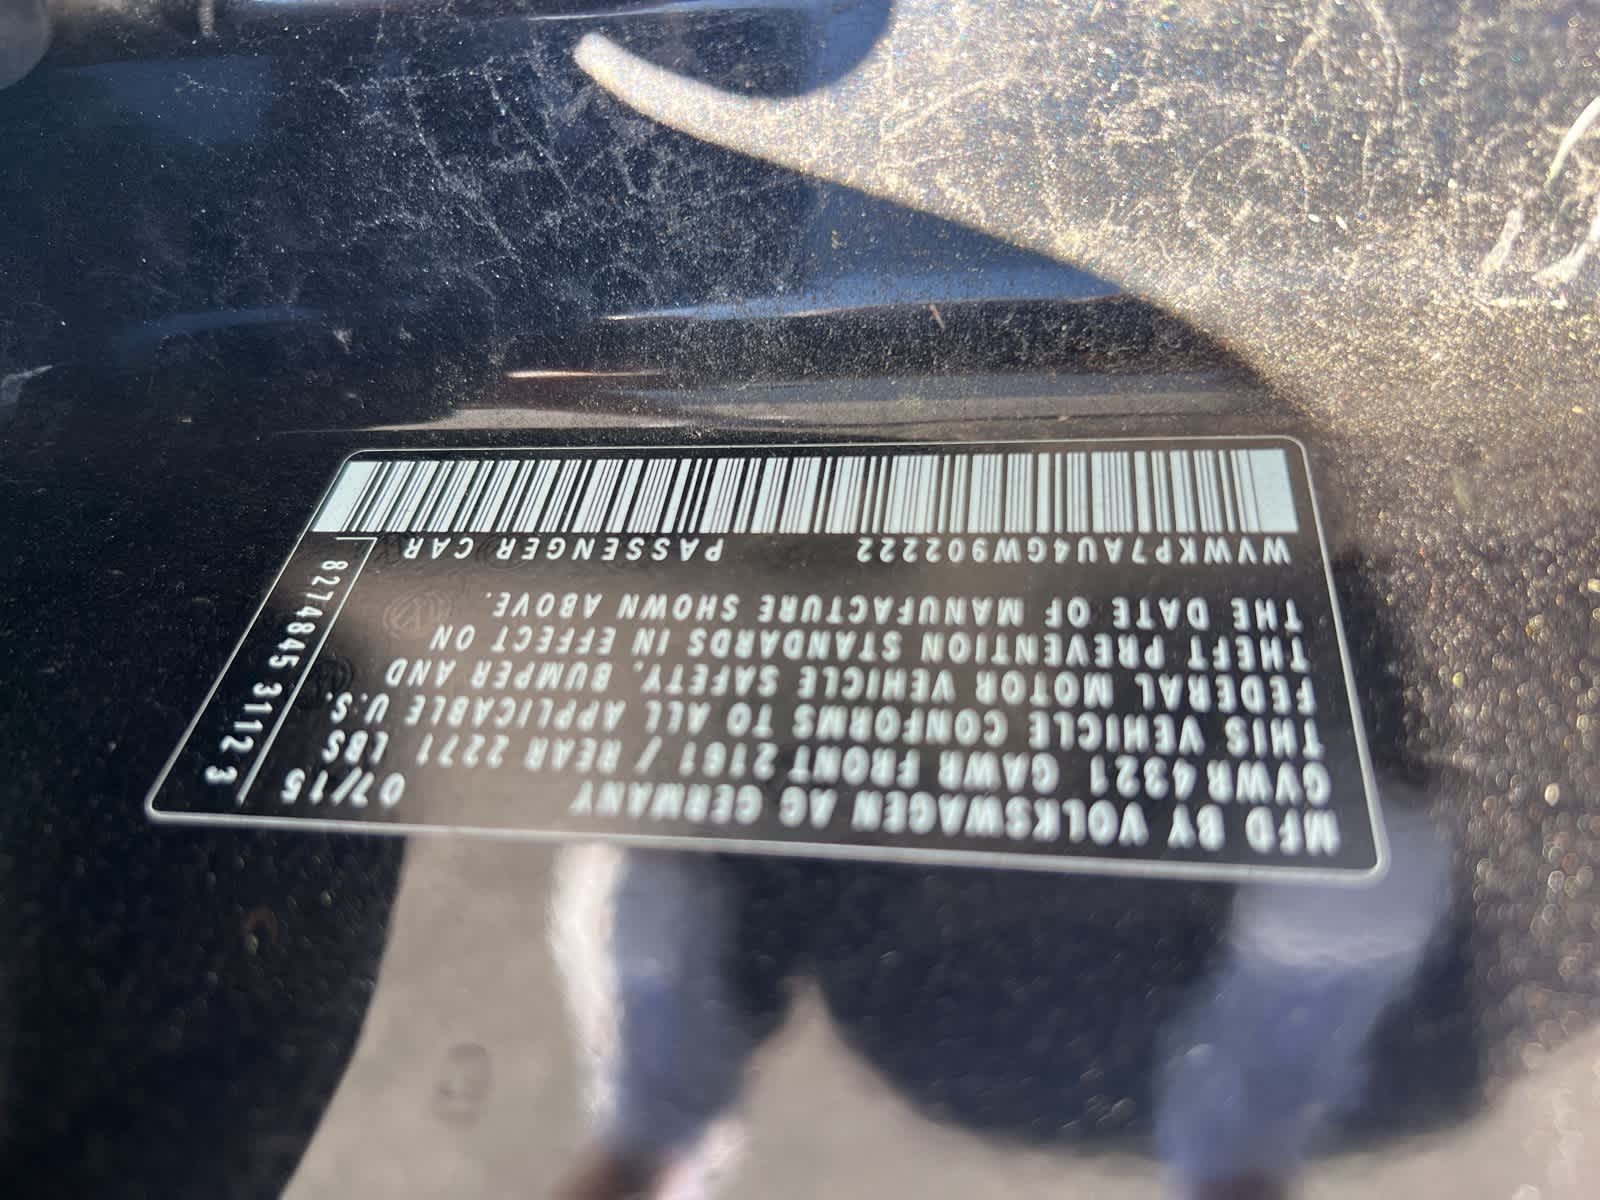 MFD BY VOLKSWAGEN AG GERMANY 07/15
GVWR 4321 GAWR FRONT 2161 / REAR 2271 LBS
THIS VEHICLE CONFORMS TO ALL APPLICABLE U.S.
FEDERAL MOTOR VEHICLE SAFETY, BUMPER AND
THEFT PREVENTION STANDARDS IN EFFECT ON
THE DATE OF MANUFACTURE SHOWN ABOVE.
WVWKP7AU4GW902222 PASSENGER CAR
8274845 3112 3